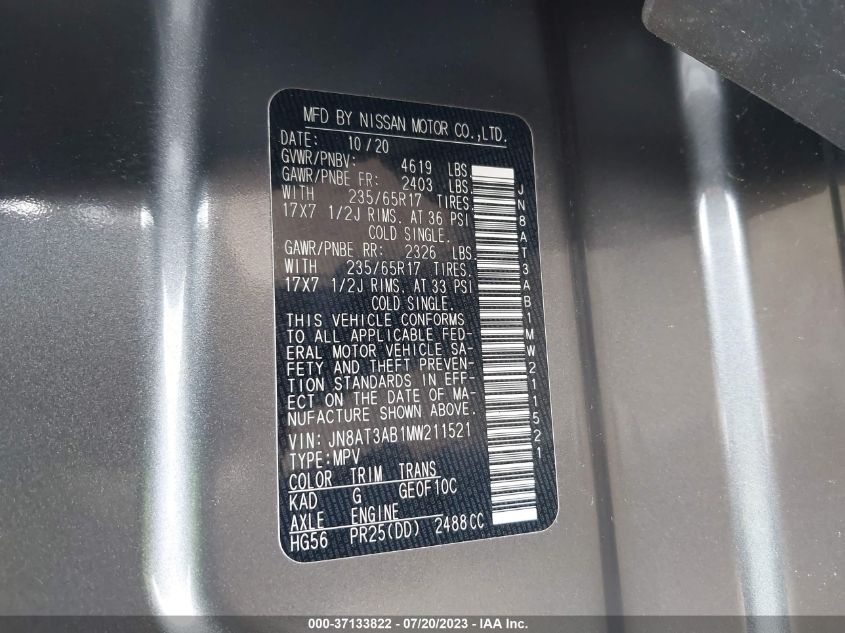 MFD BY NISSAN MOTOR CO.,LTD.
DATE: 10/20
GVWR/PNBV: 4619 LBS
GAWR/PNBE FR: 2403 LBS
WITH 235/65R17 TIRES.
17X7 1/2J RIMS. AT 36 PSI
COLD SINGLE.
GAWR/PNBE RR: 2326 LBS.
WITH 235/65R17 TIRES.
17X7 1/2J RIMS. AT 33 PSI
COLD SINGLE.
THIS VEHICLE CONFORMS
TO ALL APPLICABLE FED-
ERAL MOTOR VEHICLE SA-
FETY AND THEFT PREVEN-
TION STANDARDS IN EFF-
ECT ON THE DATE OF MA-
NUFACTURE SHOWN ABOVE.
VIN: JN8AT3AB1MW211521
TYPE:MPV
COLOR TRIM TRANS
KAD G GE0F10C
AXLE ENGINE
HG56 PR25(DD) 2488CC
JN8AT3AB1MW211521
000-37133822 - 07/20/2023 - IAA Inc.